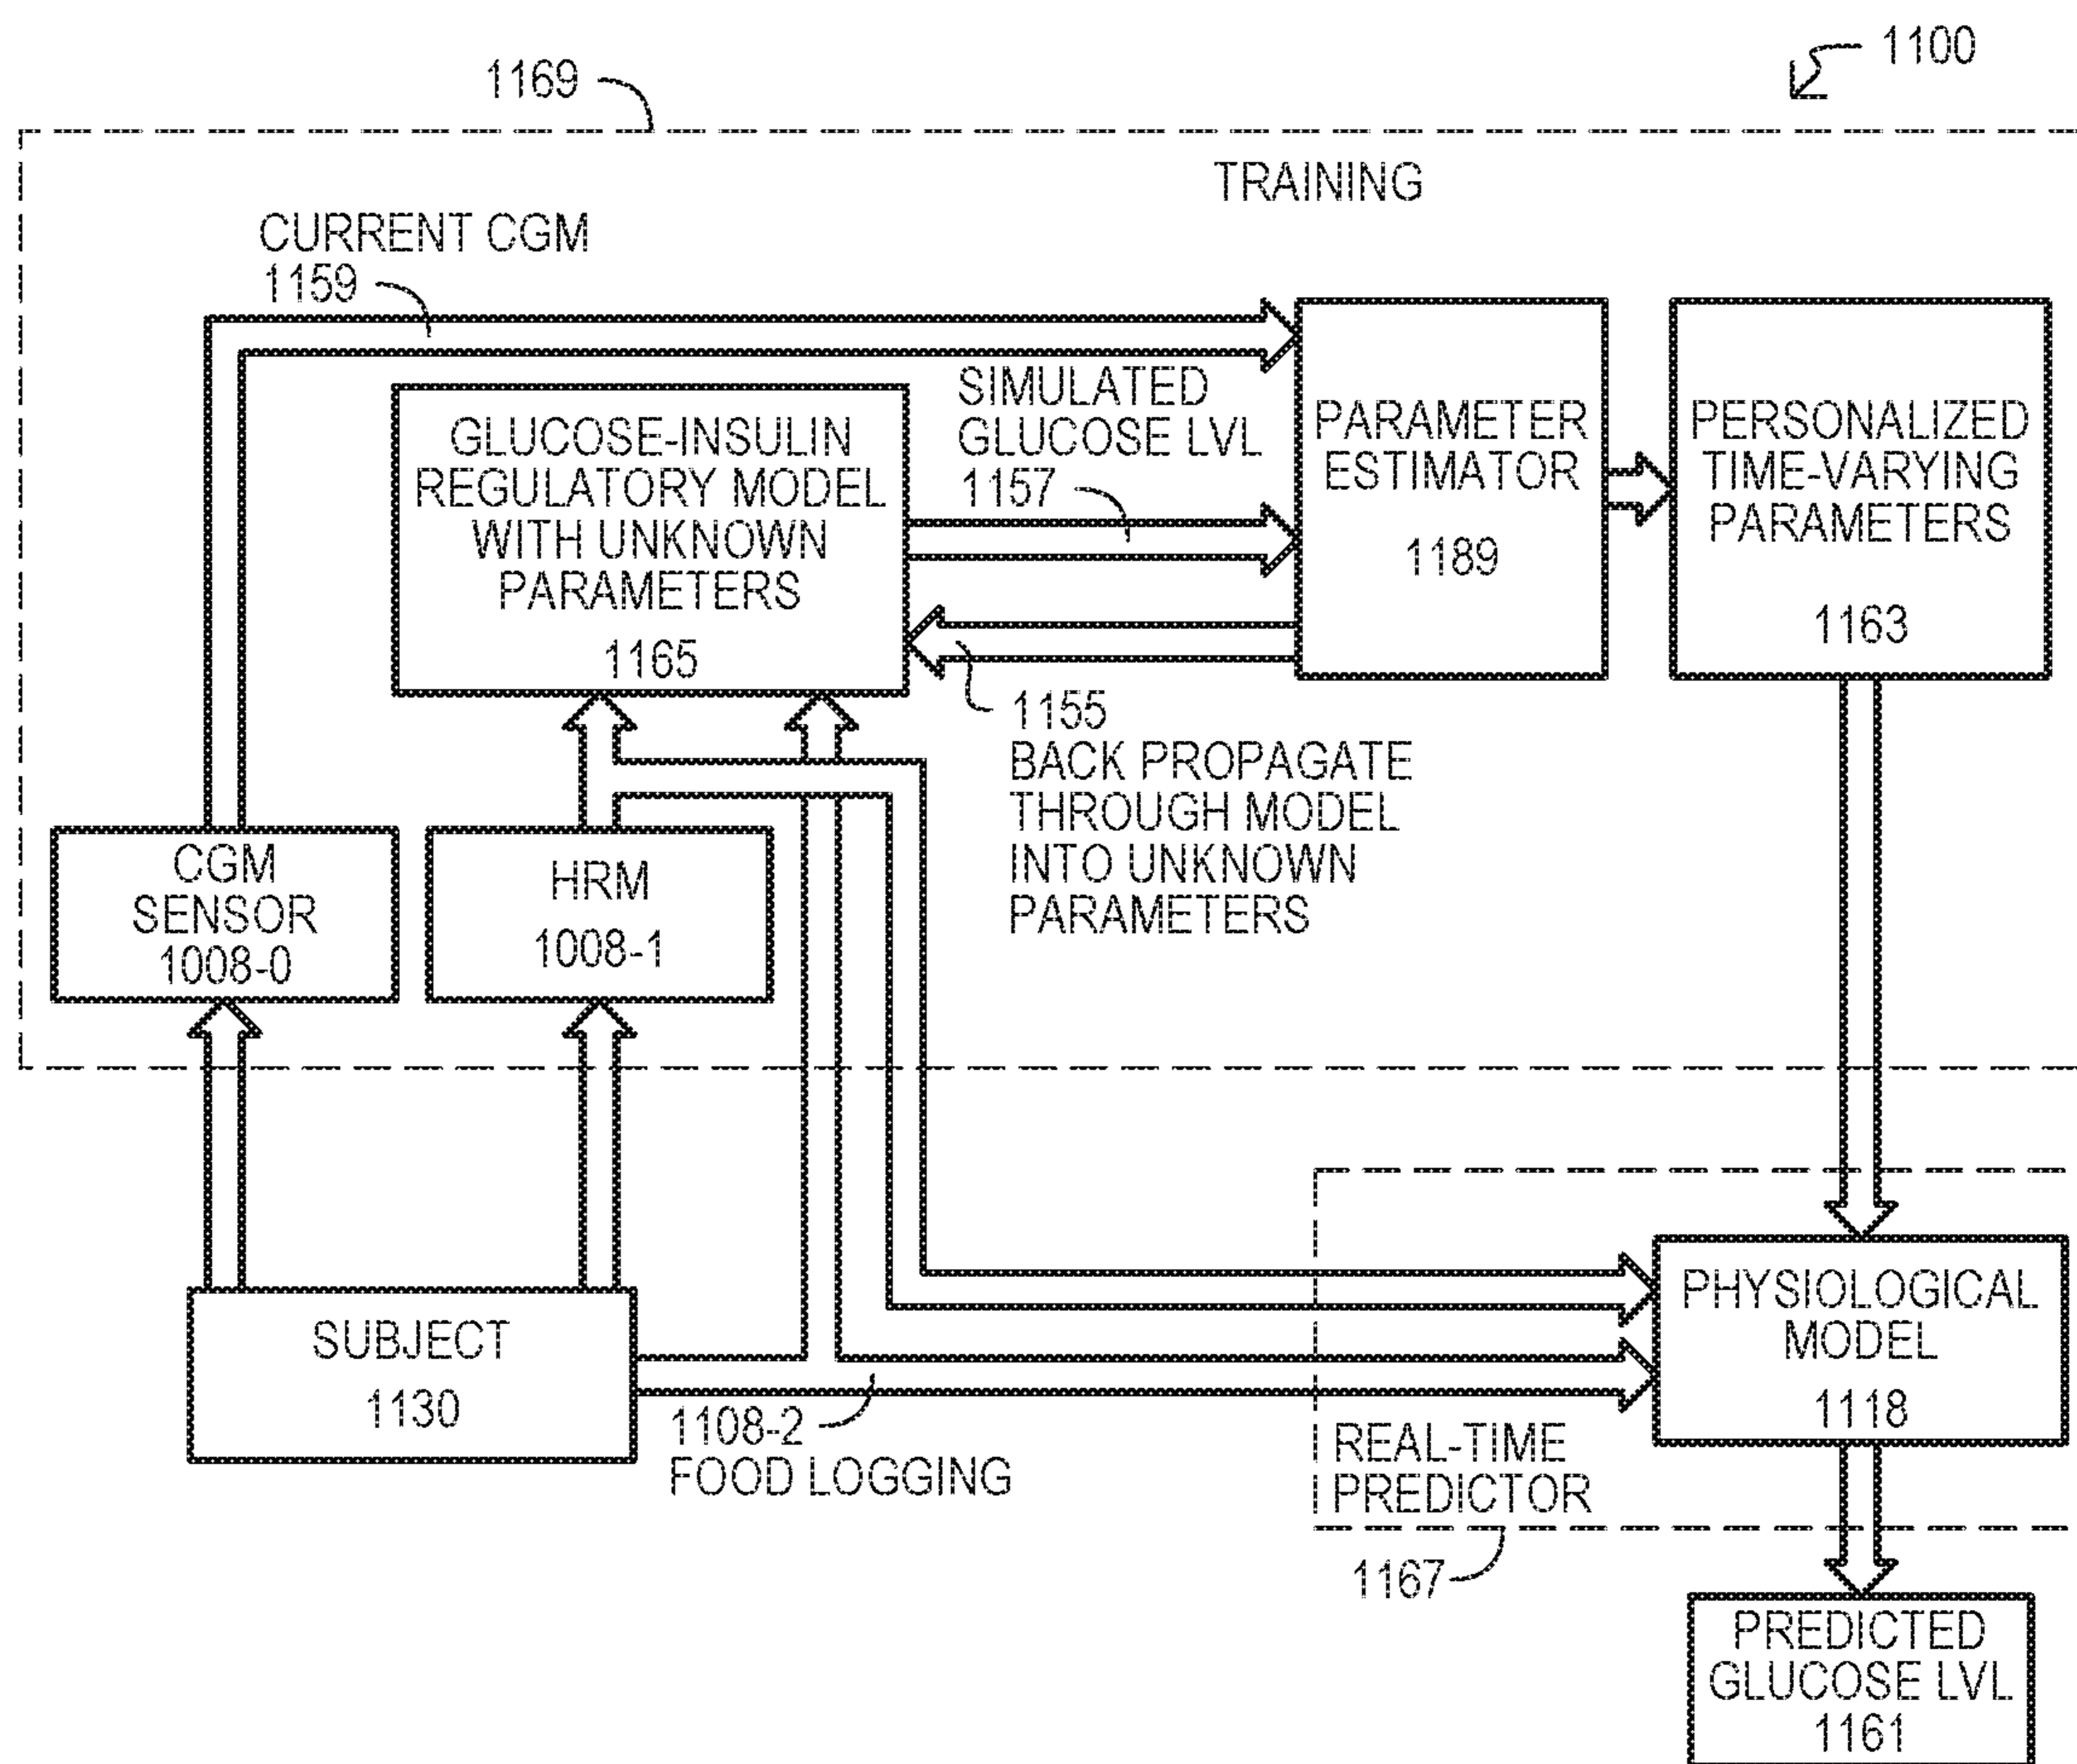 1100
1169
TRAINING
CURRENT CGM
1159
GLUCOSE-INSULIN
REGULATORY MODEL
WITH UNKNOWN
PARAMETERS
1165
SIMULATED
GLUCOSE LVL
1157
PARAMETER
ESTIMATOR
1189
PERSONALIZED
TIME-VARYING
PARAMETERS
1163
1155
BACK PROPAGATE
THROUGH MODEL
INTO UNKNOWN
PARAMETERS
CGM
SENSOR
1008-0
HRM
1008-1
SUBJECT
1130
1108-2
FOOD LOGGING
REAL-TIME
PREDICTOR
1167
PHYSIOLOGICAL
MODEL
1118
PREDICTED
GLUCOSE LVL
1161